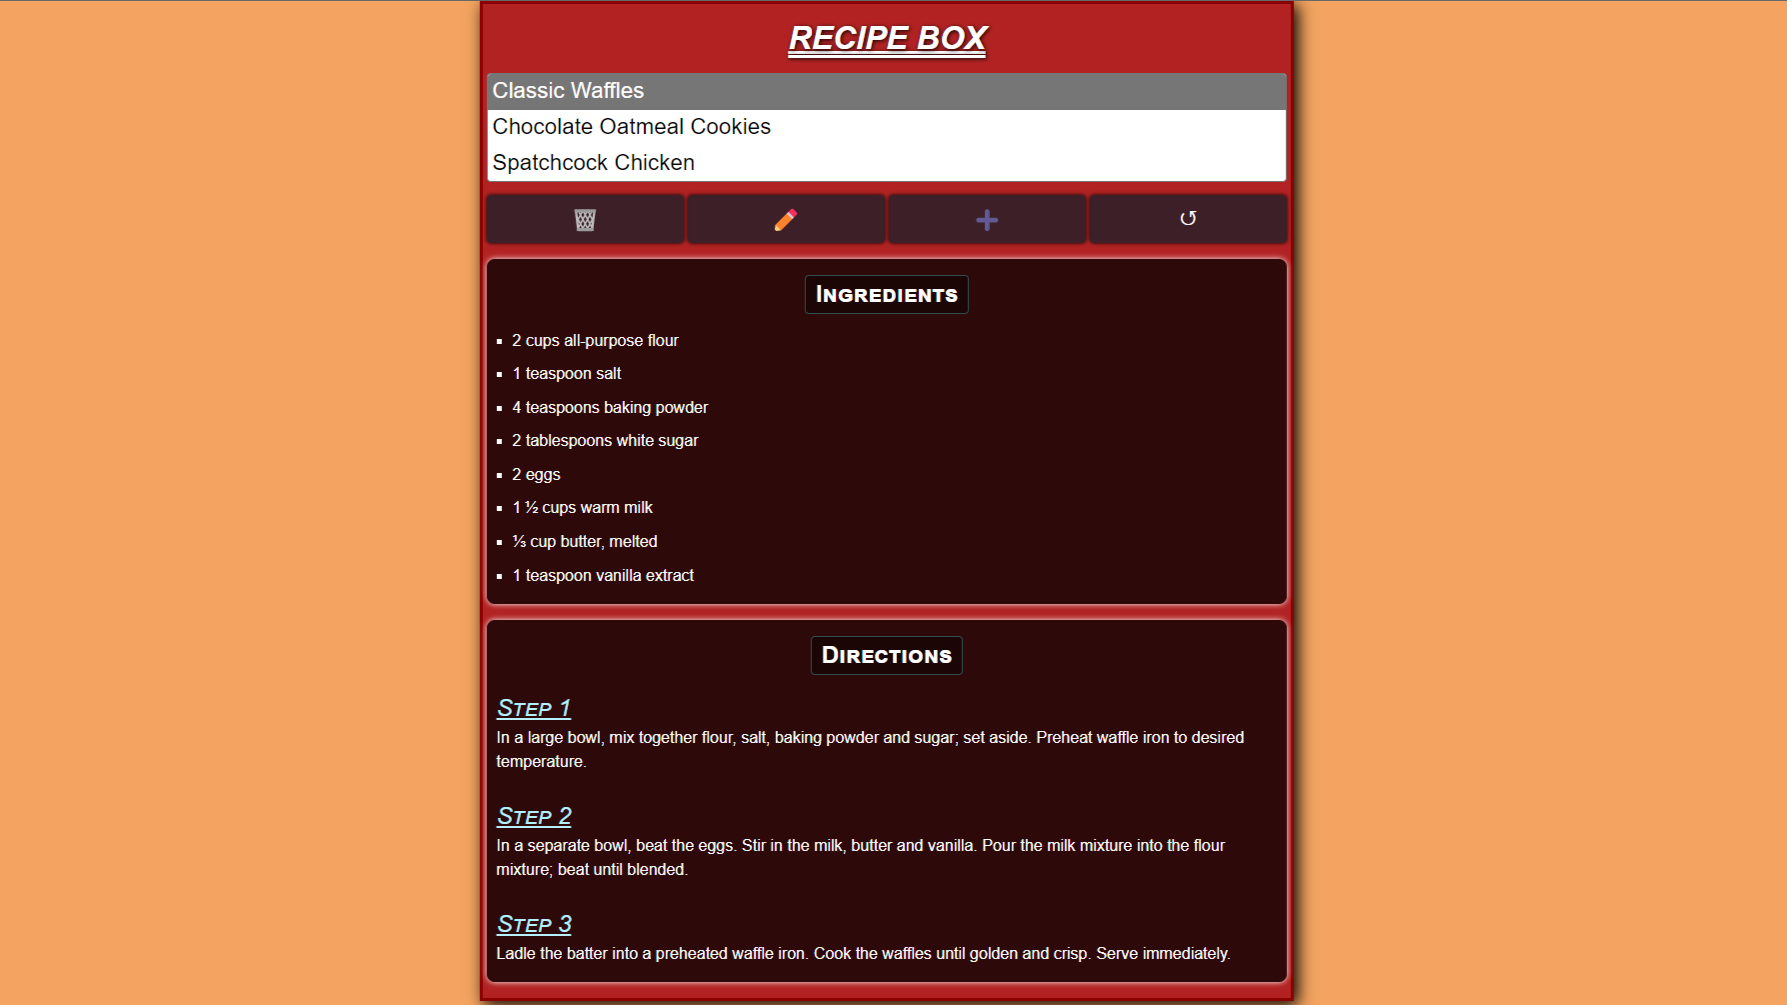 RECIPE BOX
Classic Waffles
Chocolate Oatmeal Cookies
Spatchcock Chicken
Ingredients
2 cups all-purpose flour
1 teaspoon salt
4 teaspoons baking powder
2 tablespoons white sugar
2 eggs
1 ½ cups warm milk
⅓ cup butter, melted
1 teaspoon vanilla extract
Directions
Step 1
In a large bowl, mix together flour, salt, baking powder and sugar; set aside. Preheat waffle iron to desired
temperature.
Step 2
In a separate bowl, beat the eggs. Stir in the milk, butter and vanilla. Pour the milk mixture into the flour
mixture; beat until blended.
Step 3
Ladle the batter into a preheated waffle iron. Cook the waffles until golden and crisp. Serve immediately.